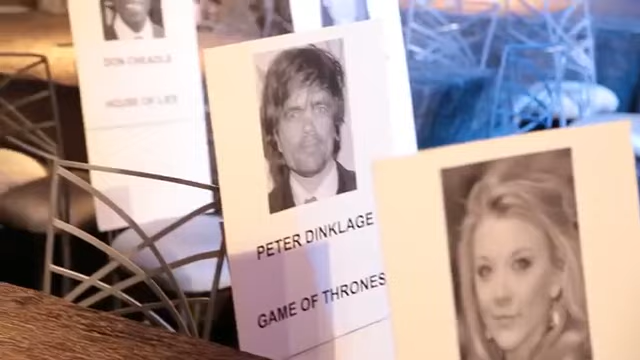 DON CHEADLE
HOUSE OF LIES
PETER DINKLAGE
GAME OF THRONES